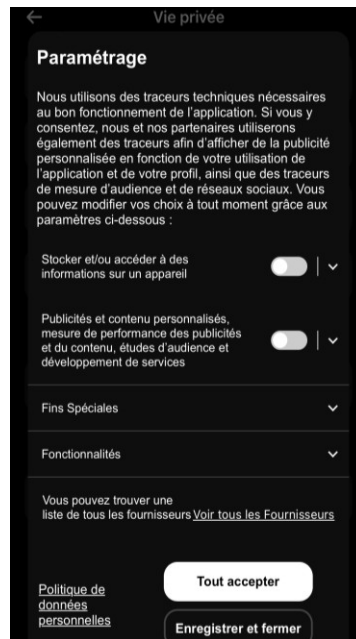 Vie privée
Paramétrage
Nous utilisons des traceurs techniques nécessaires
au bon fonctionnement de l'application. Si vous y
consentez, nous et nos partenaires utiliserons
également des traceurs afin d'afficher de la publicité
personnalisée en fonction de votre utilisation de
l'application et de votre profil, ainsi que des traceurs
de mesure d'audience et de réseaux sociaux. Vous
pouvez modifier vos choix à tout moment grâce aux
paramètres ci-dessous :
Stocker et/ou accéder à des
informations sur un appareil
Publicités et contenu personnalisés,
mesure de performance des publicités
et du contenu, études d'audience et
développement de services
Fins Spéciales
Fonctionnalités
Vous pouvez trouver une
liste de tous les fournisseurs Voir tous les Fournisseurs
Politique de
données
personnelles
Tout accepter
Enregistrer et fermer